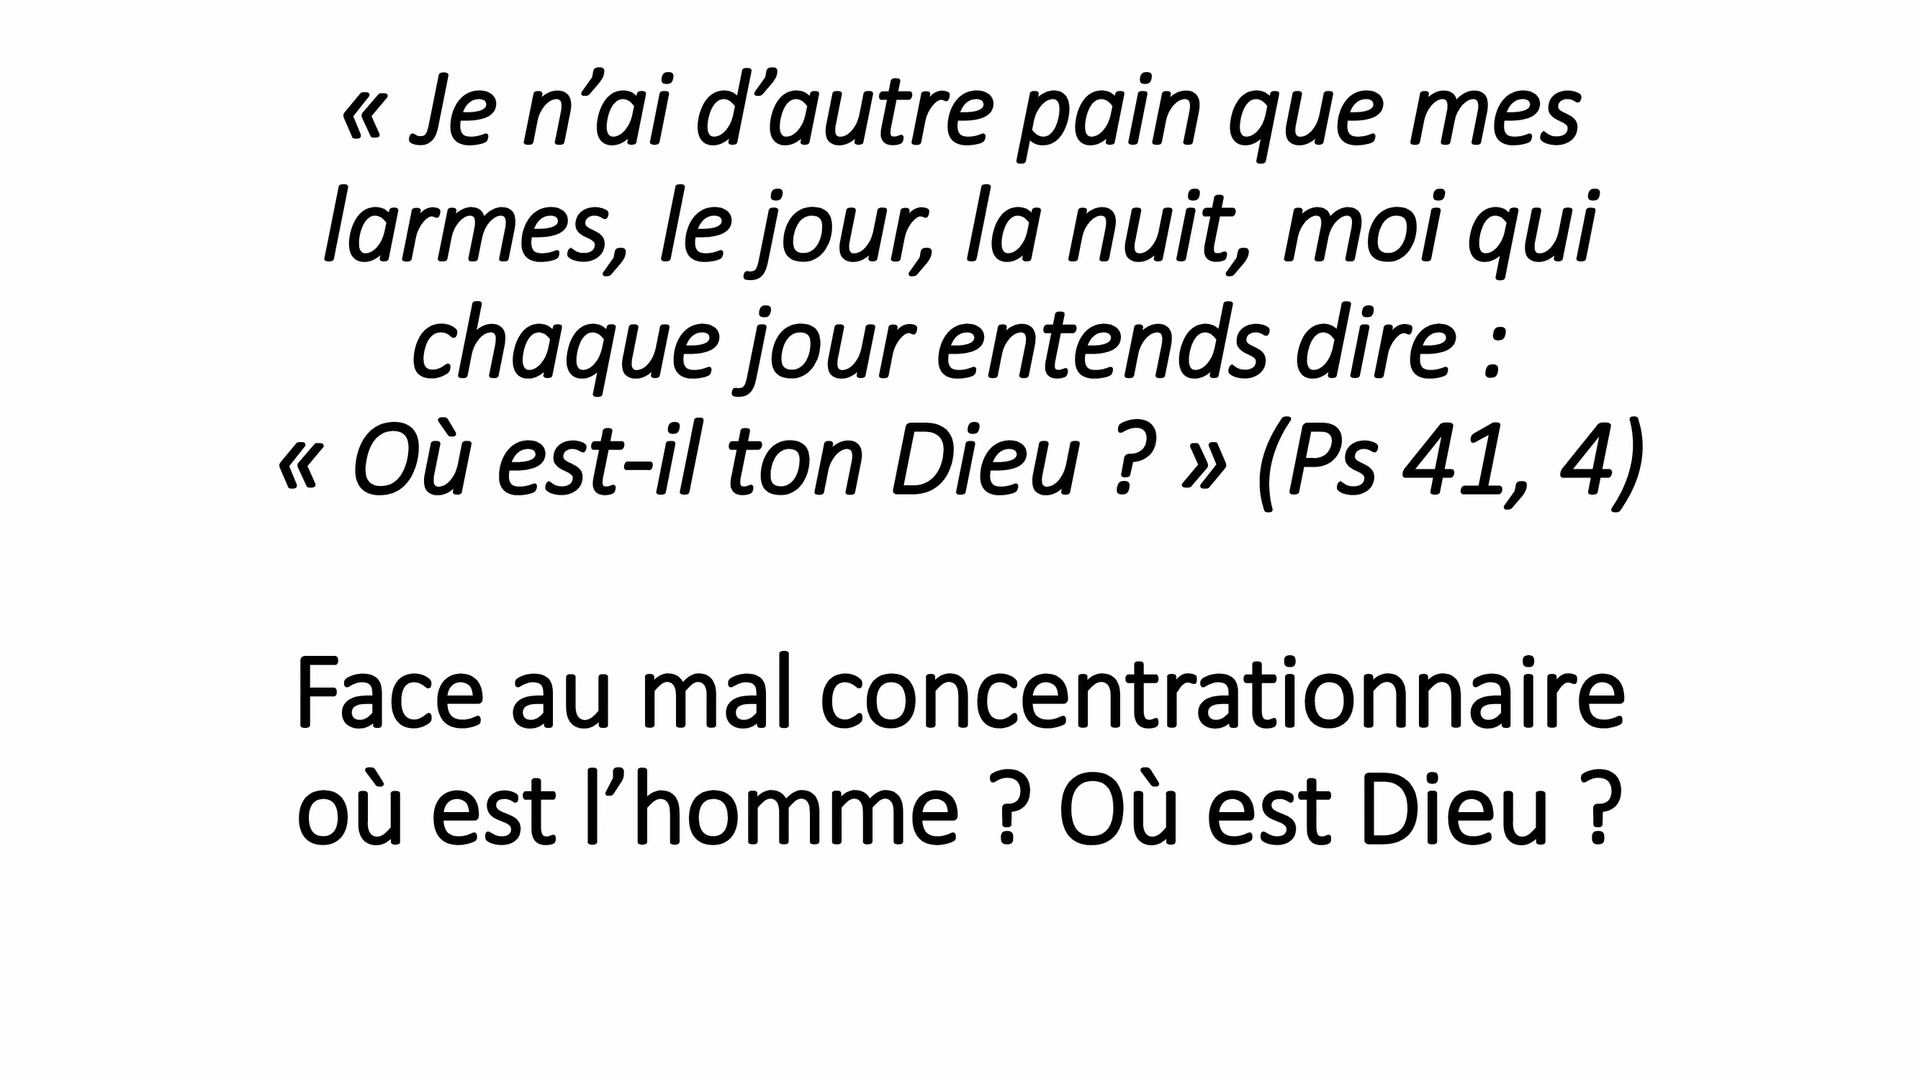 « Je n’ai d’autre pain que mes
larmes, le jour, la nuit, moi qui
chaque jour entends dire :
« Où est-il ton Dieu ? » (Ps 41, 4)
Face au mal concentrationnaire
où est l’homme ? Où est Dieu ?